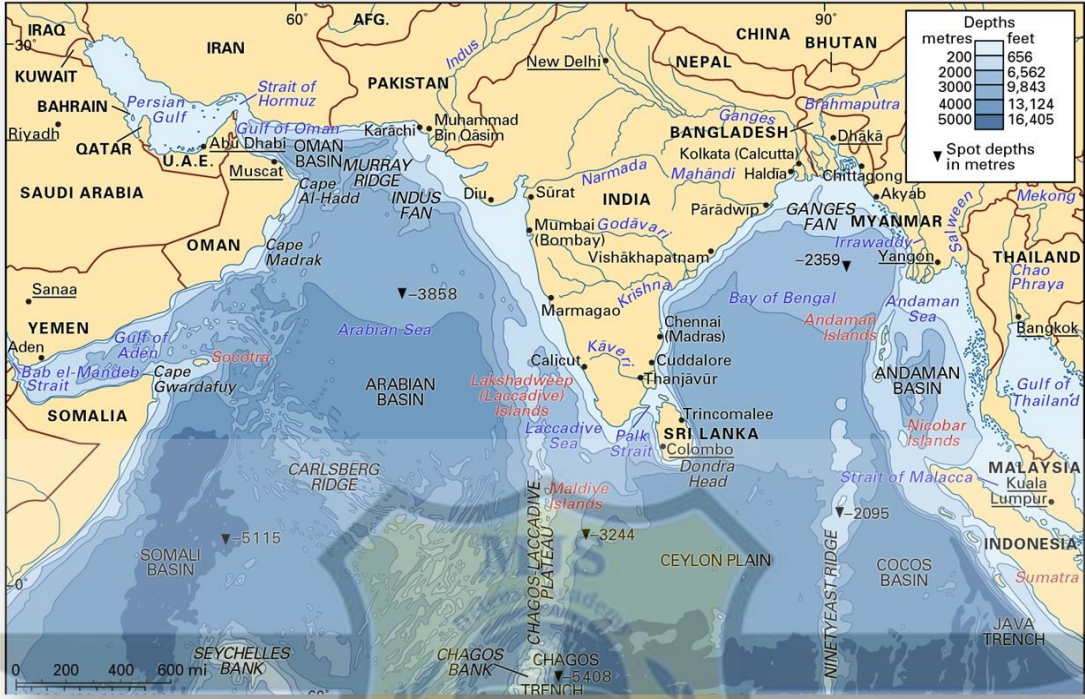 60°
90°
30°
0°
60°
IRAQ
IRAN
AFG.
CHINA
BHUTAN
KUWAIT
PAKISTAN
Indus
New Delhi
NEPAL
BAHRAIN
Persian
Gulf
Strait of
Hormuz
Brahmaputra
Riyadh
QATAR
Gulf of Oman
Karāchi
Muhammad
Bin Qāsim
Ganges
BANGLADESH
Dhākā
U.A.E.
Abu Dhabi
OMAN
BASIN
MURRAY
RIDGE
Kolkata (Calcutta)
Haldia
Chittagong
Muscat
SAUDI ARABIA
Cape
Al-Hadd
INDUS
FAN
Diu
Sūrat
Narmada
INDIA
Mahāndi
Akyab
Mekong
Pārādwip
GANGES
FAN
MYANMAR
Salween
OMAN
Cape
Madrak
Mumbai
(Bombay)
Godāvari
Vishākhapatnam
Irrawaddy
Yangon
THAILAND
–2359
Chao
Phraya
Sanaa
–3858
Krishna
Bay of Bengal
Andaman
Sea
YEMEN
Marmagao
Arabian Sea
Chennai
(Madras)
Andaman
Islands
Bangkok
Aden
Gulf of
Aden
Socotra
Calicut
Kāveri
Cuddalore
Thanjāvūr
Bab el-Mandeb
Strait
Cape
Gwardafuy
ARABIAN
BASIN
Lakshadweep
(Laccadive)
Islands
ANDAMAN
BASIN
Gulf of
Thailand
SOMALIA
Laccadive
Sea
Palk
Strait
Trincomalee
SRI LANKA
Colombo
Dondra
Head
Nicobar
Islands
CARLSBERG
RIDGE
Maldive
Islands
Strait of Malacca
MALAYSIA
Kuala
Lumpur
–5115
–3244
–2095
SOMALI
BASIN
CHAGOS-LACCADIVE
PLATEAU
CEYLON PLAIN
NINETYEAST RIDGE
COCOS
BASIN
INDONESIA
Sumatra
JAVA
TRENCH
SEYCHELLES
BANK
CHAGOS
BANK
CHAGOS
TRENCH
–5408
0 200 400 600 mi
Depths
metres feet
200 656
2000 6,562
3000 9,843
4000 13,124
5000 16,405
Spot depths
in metres